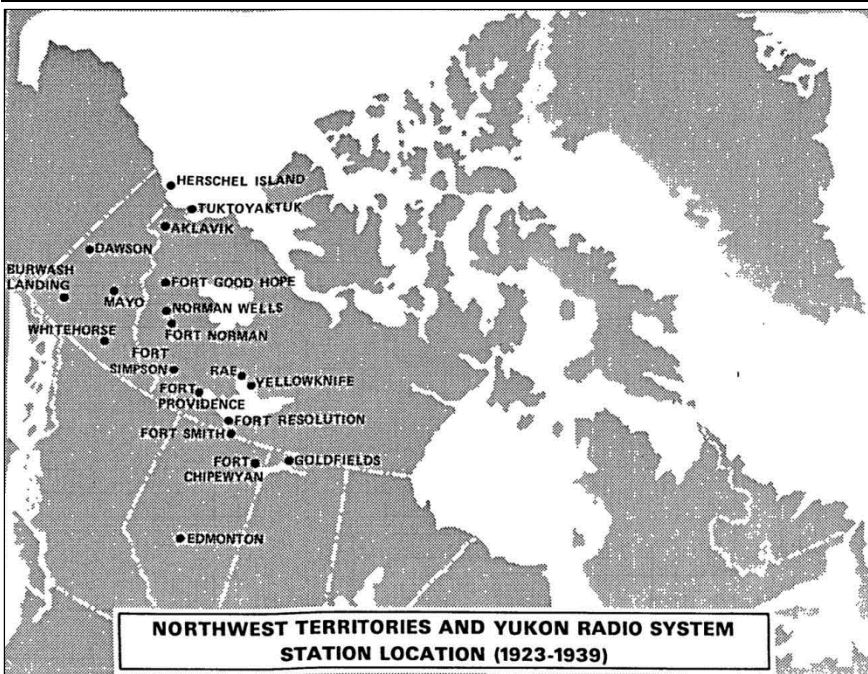 HERSCHEL ISLAND
TUKTOYAKTUK
AKLAVIK
DAWSON
BURWASH
LANDING
MAYO
FORT GOOD HOPE
NORMAN WELLS
FORT NORMAN
WHITEHORSE
FORT
SIMPSON
RAE
YELLOWKNIFE
FORT
PROVIDENCE
FORT RESOLUTION
FORT SMITH
FORT
CHIPEWYAN
GOLDFIELDS
EDMONTON
NORTHWEST TERRITORIES AND YUKON RADIO SYSTEM
STATION LOCATION (1923-1939)